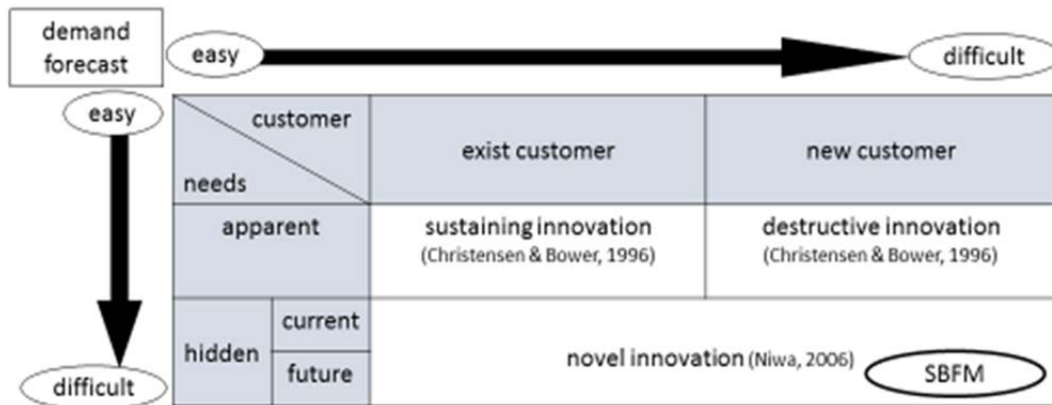 demand
forecast
easy
difficult
easy
customer
needs
exist customer
new customer
apparent
sustaining innovation
(Christensen & Bower, 1996)
destructive innovation
(Christensen & Bower, 1996)
hidden
current
future
novel innovation (Niwa, 2006)
SBFM
difficult